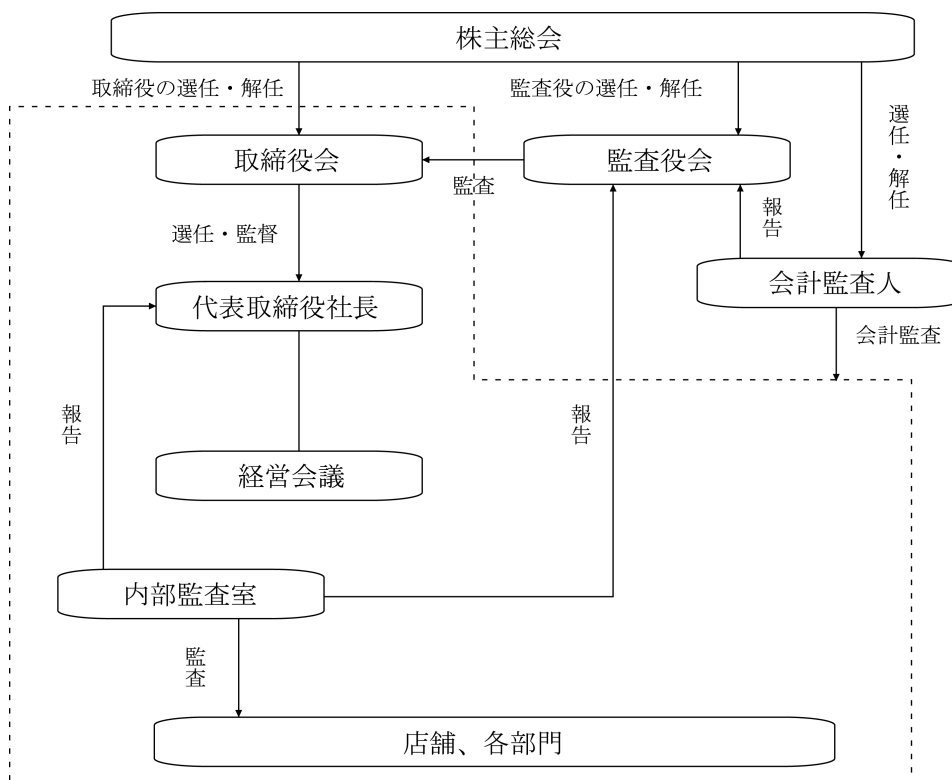 株主総会
取締役の選任・解任
監査役の選任・解任
選任・解任
取締役会
監査
監査役会
報告
選任・監督
会計監査人
代表取締役社長
会計監査
報告
報告
経営会議
内部監査室
監査
店舗、各部門